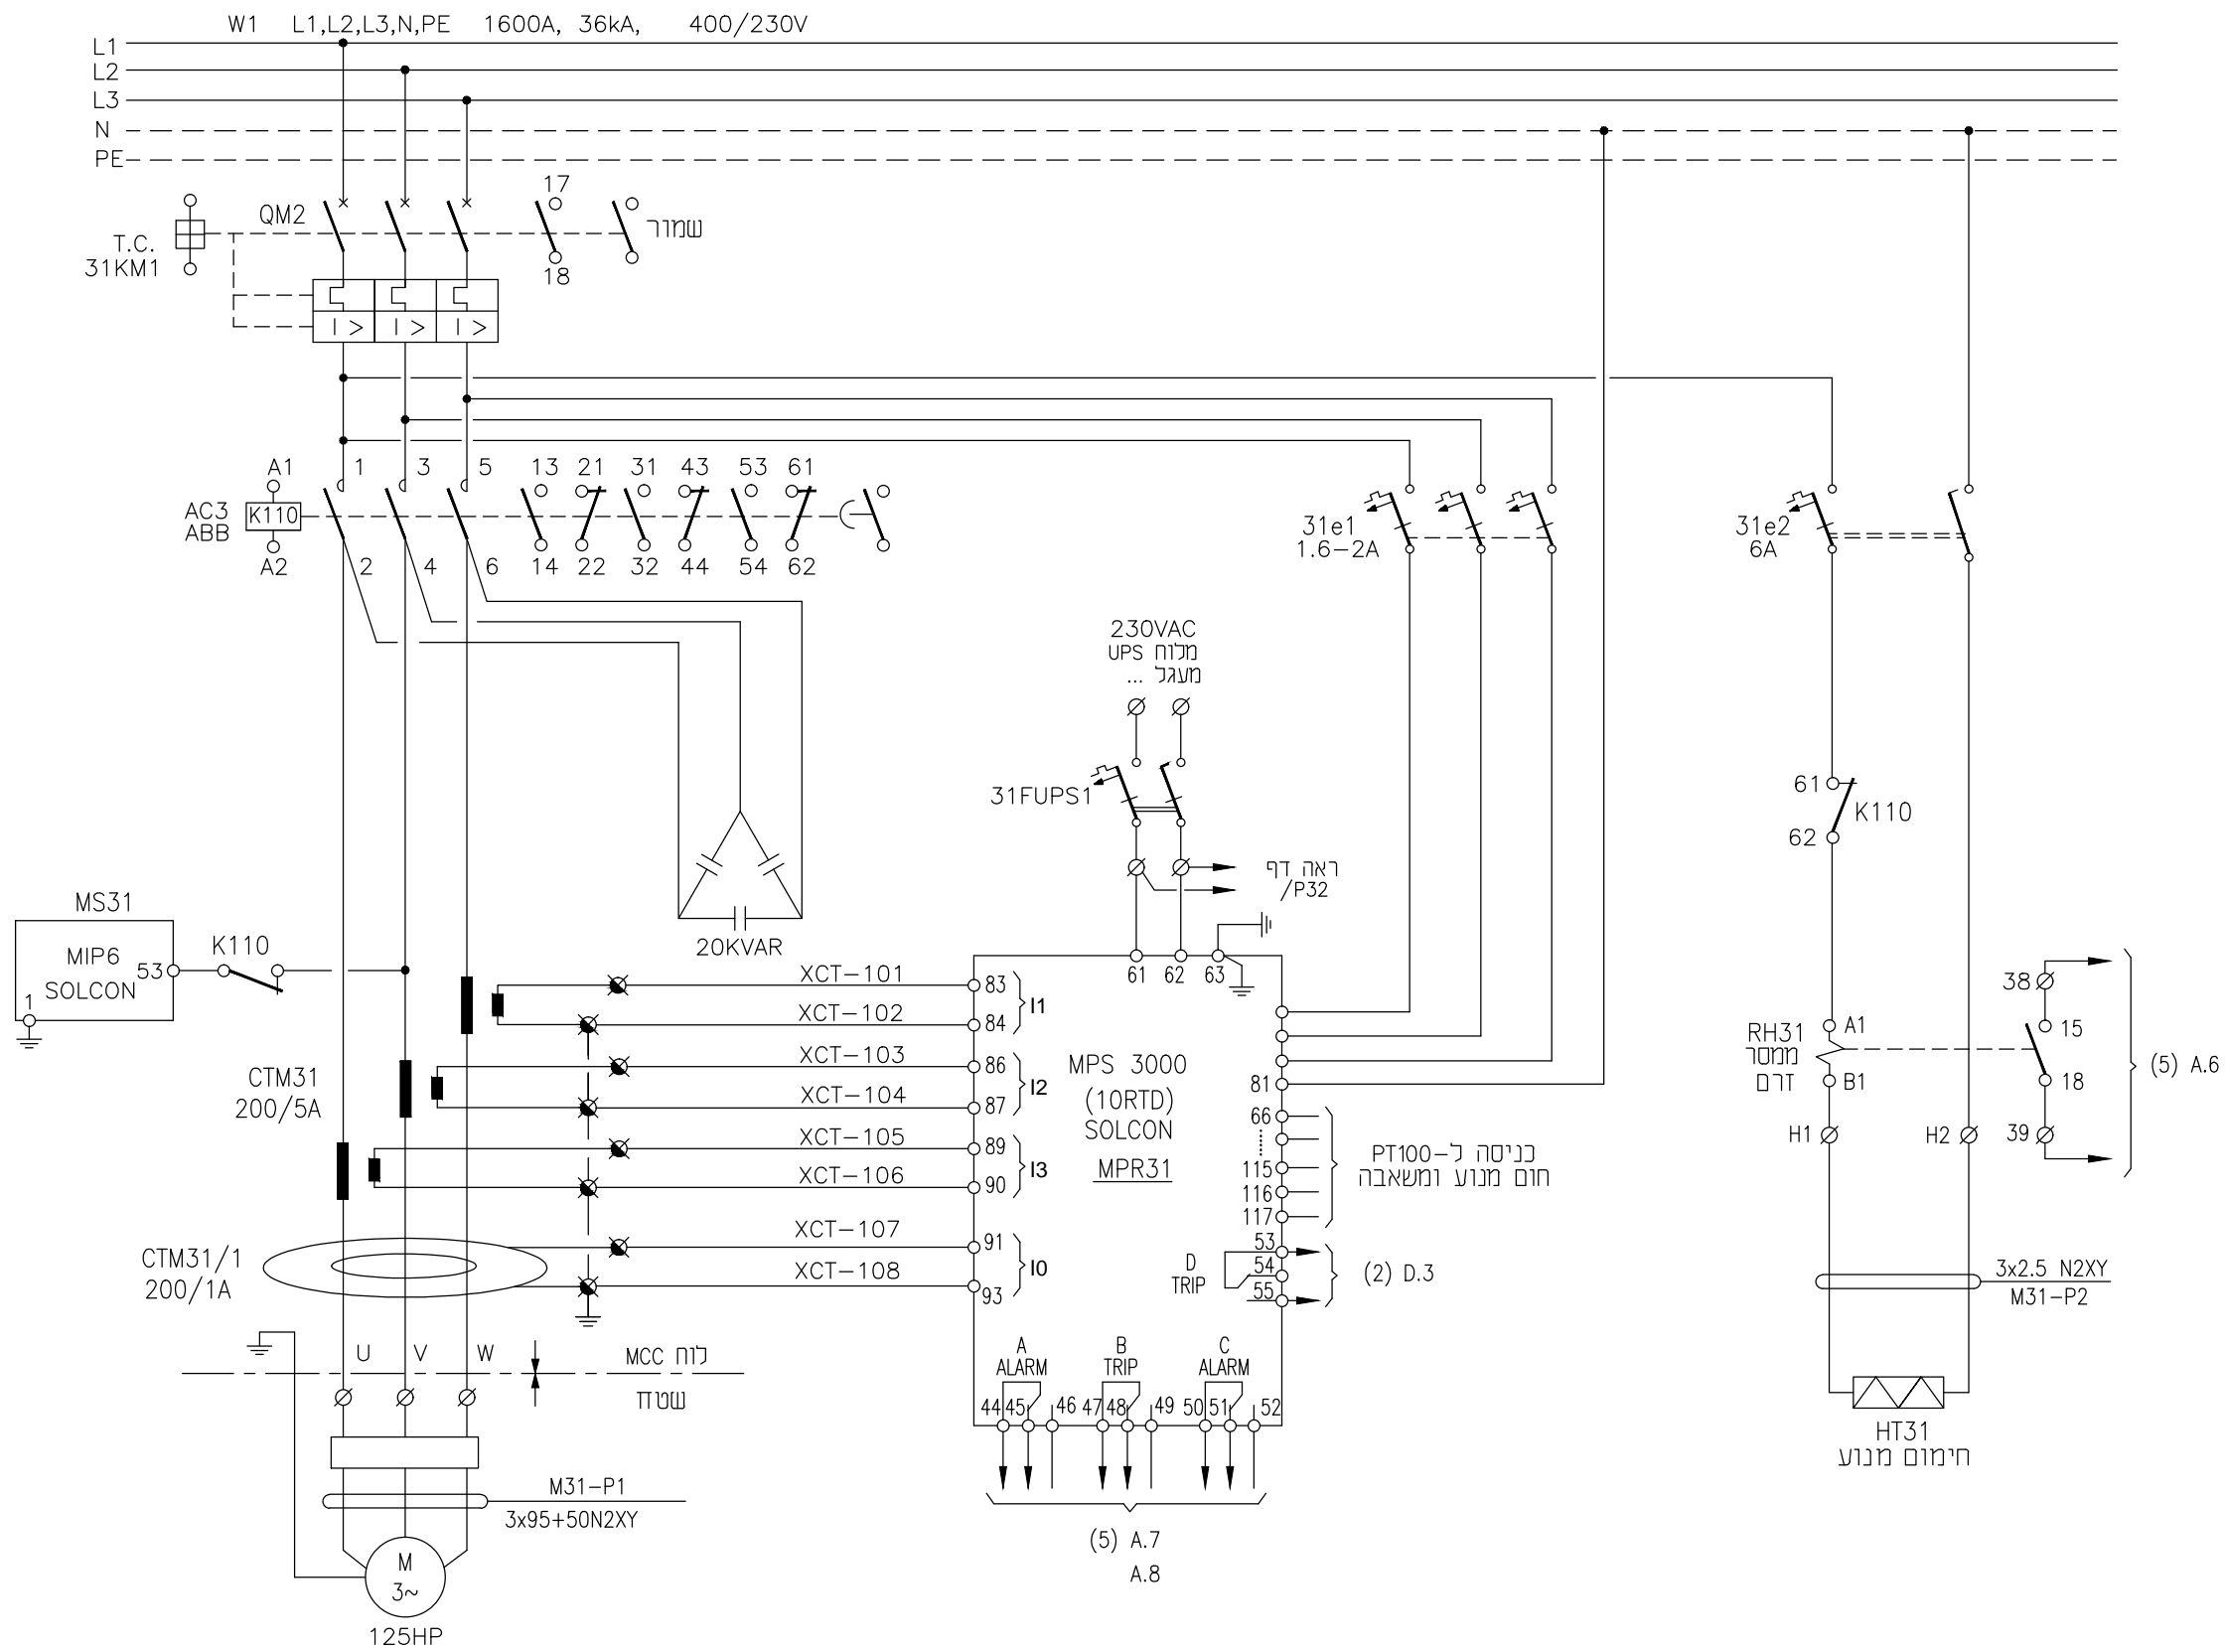 W1 L1,L2,L3,N,PE 1600A, 36kA, 400/230V
L1
L2
L3
N
PE
QM2
T.C.
31KM1
17
18
שמור
I > I > I >
A1
AC3
ABB
K110
A2
1 3 5 13 21 31 43 53 61
2 4 6 14 22 32 44 54 62
31e1
1.6-2A
31e2
6A
230VAC
מלוח UPS
מעגל ...
31FUPS1
ראה דף
/P32
61
K110
62
20KVAR
MS31
MIP6
SOLCON
53
1
K110
CTM31
200/5A
CTM31/1
200/1A
XCT-101
XCT-102
XCT-103
XCT-104
XCT-105
XCT-106
XCT-107
XCT-108
83
84
I1
86
87
I2
89
90
I3
91
93
I0
61 62 63
MPS 3000
(10RTD)
SOLCON
MPR31
81
66
115
116
117
כניסה ל-PT100
חום מנוע ומשאבה
53
54
55
D
TRIP
(2) D.3
A
ALARM
B
TRIP
C
ALARM
44 45 46 47 48 49 50 51 52
(5) A.7
A.8
RH31
ממסר
זרם
A1
B1
H1
H2
38
15
18
39
(5) A.6
3x2.5 N2XY
M31-P2
HT31
חימום מנוע
U V W
לוח MCC
שטח
M31-P1
3x95+50N2XY
M
3~
125HP